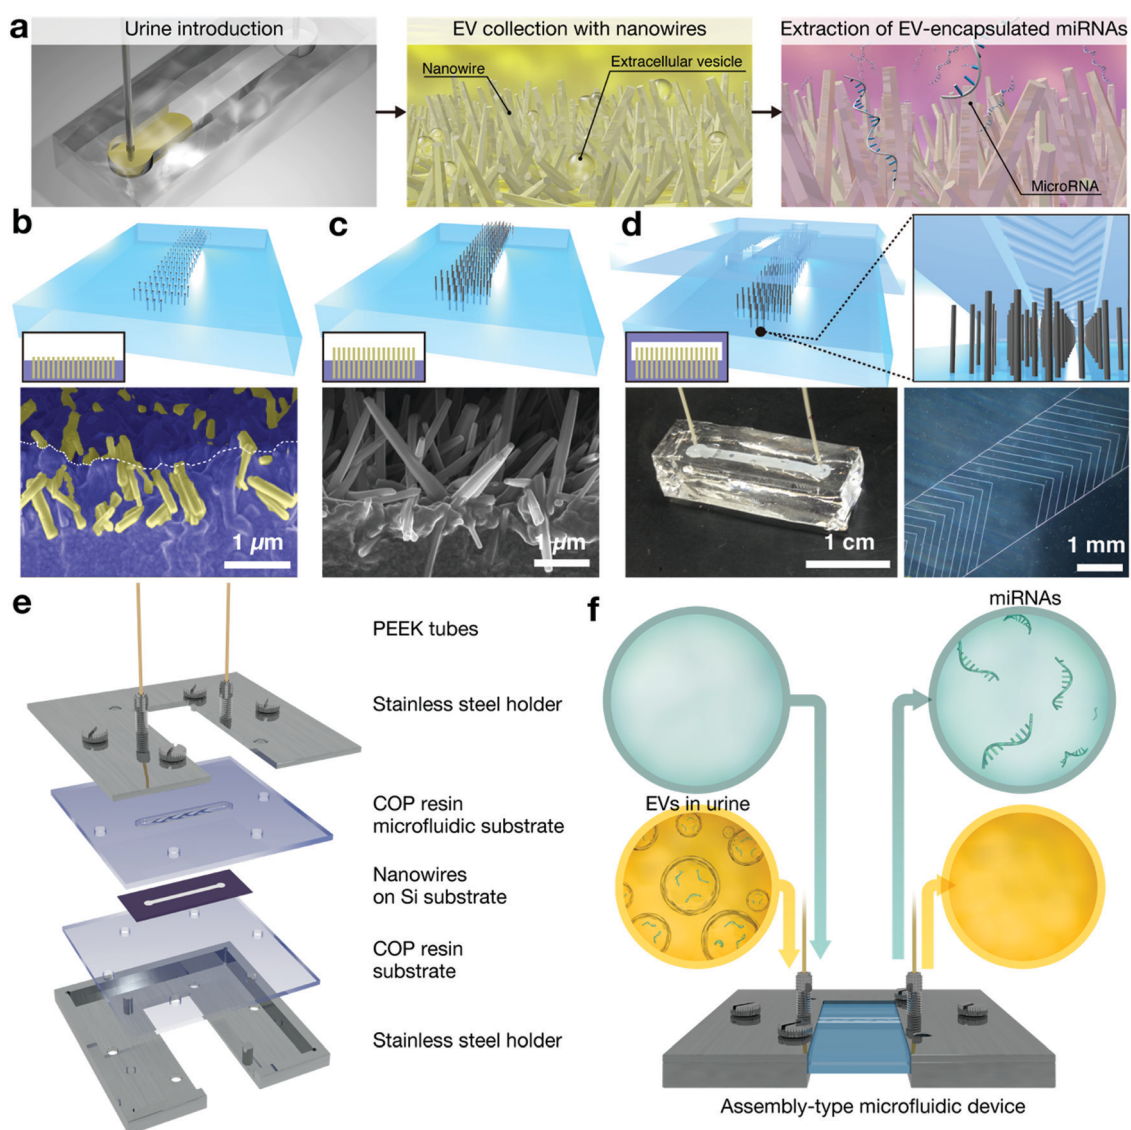 a
Urine introduction
EV collection with nanowires
Extraction of EV-encapsulated miRNAs
Nanowire
Extracellular vesicle
MicroRNA
b
c
d
1 µm
1 µm
1 cm
1 mm
e
PEEK tubes
Stainless steel holder
COP resin
microfluidic substrate
Nanowires
on Si substrate
COP resin
substrate
Stainless steel holder
f
miRNAs
EVs in urine
Assembly-type microfluidic device